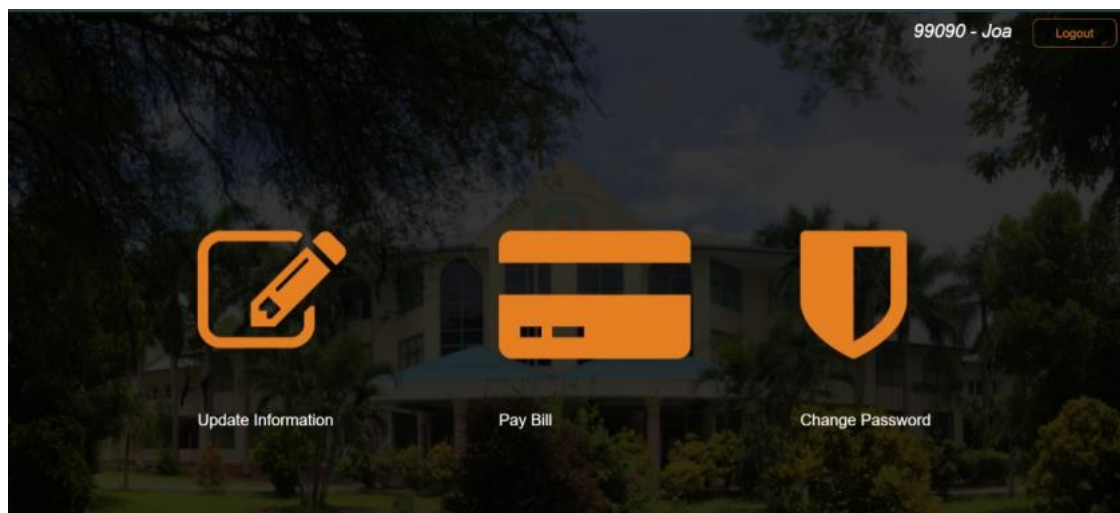 99090 - Joa
Logout
Update Information
Pay Bill
Change Password